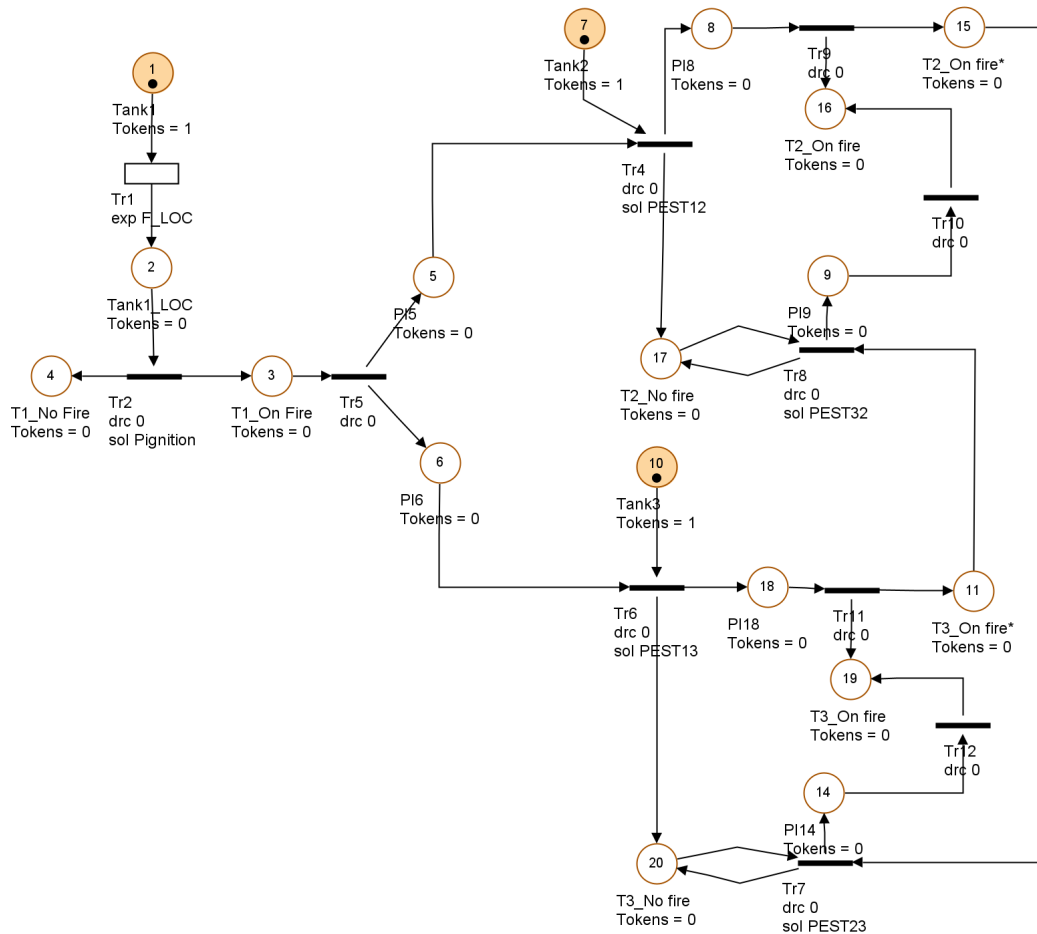 1
Tank1
Tokens = 1
Tr1
exp F_LOC
2
Tank1_LOC
Tokens = 0
4
T1_No Fire
Tokens = 0
Tr2
drc 0
sol Pignition
3
T1_On Fire
Tokens = 0
Tr5
drc 0
5
Pl5
Tokens = 0
6
Pl6
Tokens = 0
7
Tank2
Tokens = 1
Tr4
drc 0
sol PEST12
8
Pl8
Tokens = 0
Tr9
drc 0
15
T2_On fire*
Tokens = 0
16
T2_On fire
Tokens = 0
Tr10
drc 0
9
Pl9
Tokens = 0
17
T2_No fire
Tokens = 0
Tr8
drc 0
sol PEST32
10
Tank3
Tokens = 1
Tr6
drc 0
sol PEST13
18
Pl18
Tokens = 0
Tr11
drc 0
11
T3_On fire*
Tokens = 0
19
T3_On fire
Tokens = 0
Tr12
drc 0
14
Pl14
Tokens = 0
20
T3_No fire
Tokens = 0
Tr7
drc 0
sol PEST23